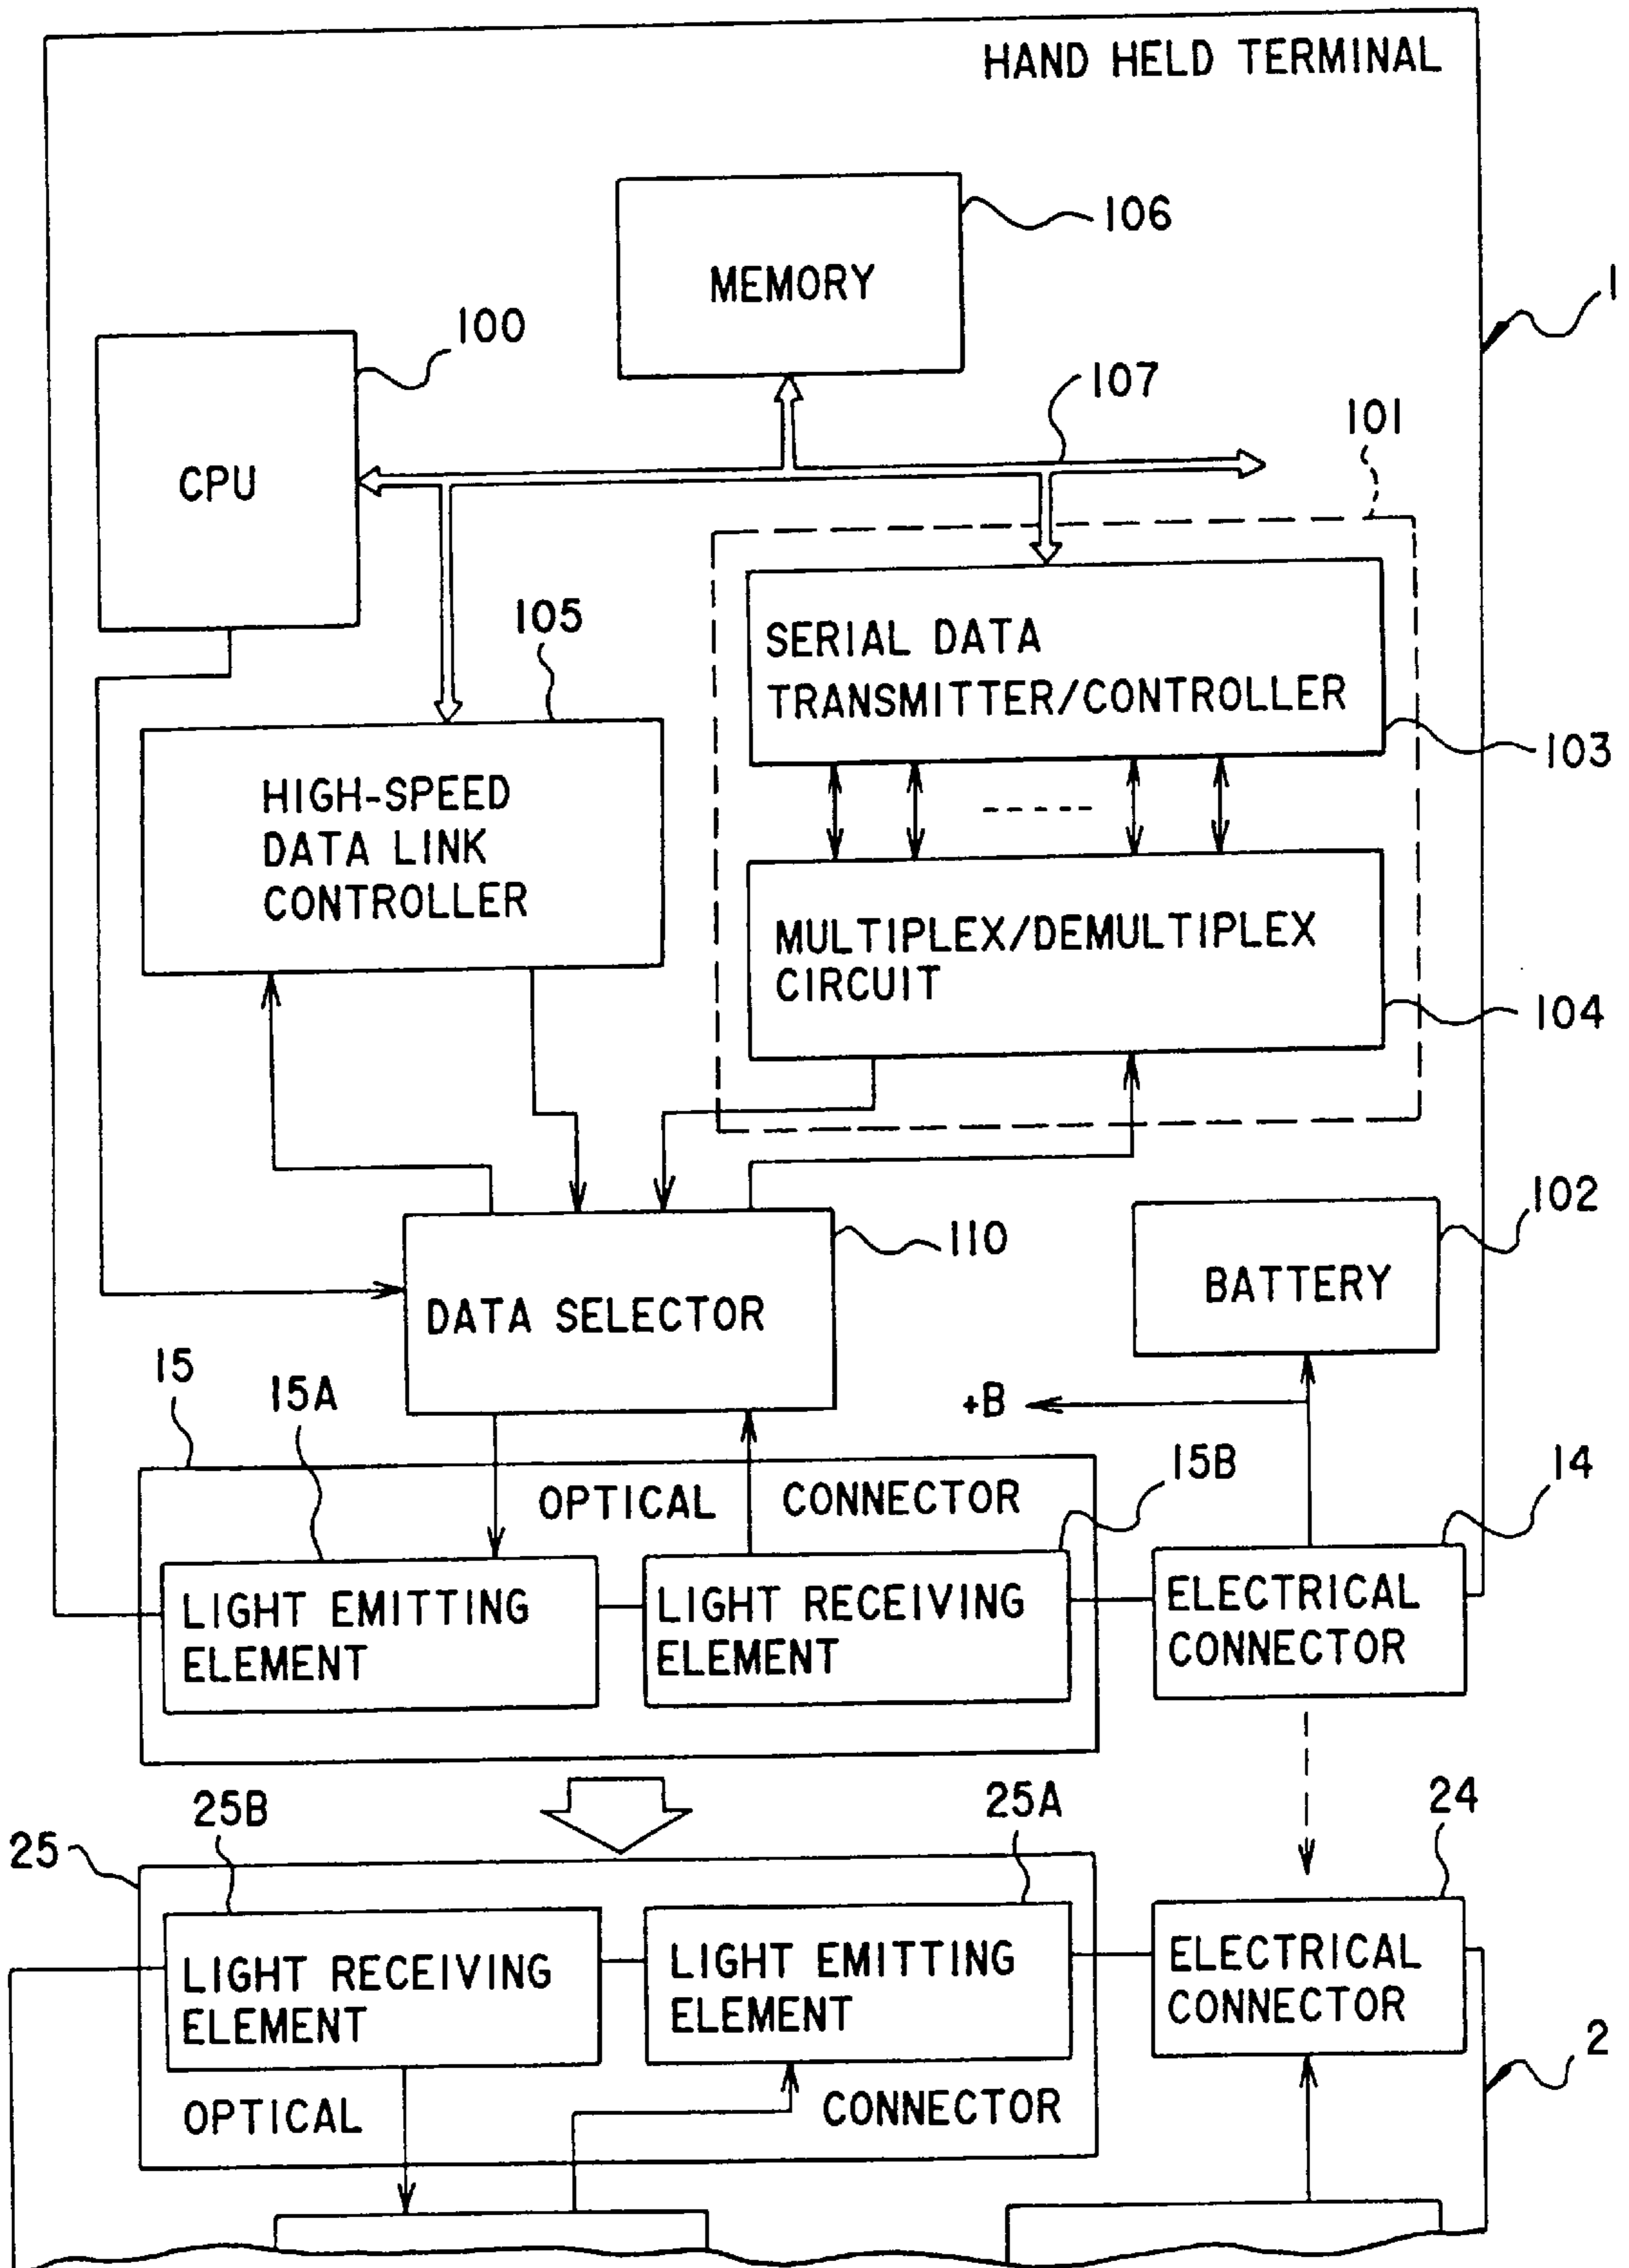 HAND HELD TERMINAL
106
MEMORY
1
100
107
101
CPU
105
SERIAL DATA
TRANSMITTER/CONTROLLER
103
HIGH-SPEED
DATA LINK
CONTROLLER
MULTIPLEX/DEMULTIPLEX
CIRCUIT
104
102
110
BATTERY
DATA SELECTOR
15
15A
+B
15B
14
OPTICAL CONNECTOR
LIGHT EMITTING
ELEMENT
LIGHT RECEIVING
ELEMENT
ELECTRICAL
CONNECTOR
25B
25A
24
25
LIGHT RECEIVING
ELEMENT
LIGHT EMITTING
ELEMENT
ELECTRICAL
CONNECTOR
2
OPTICAL CONNECTOR